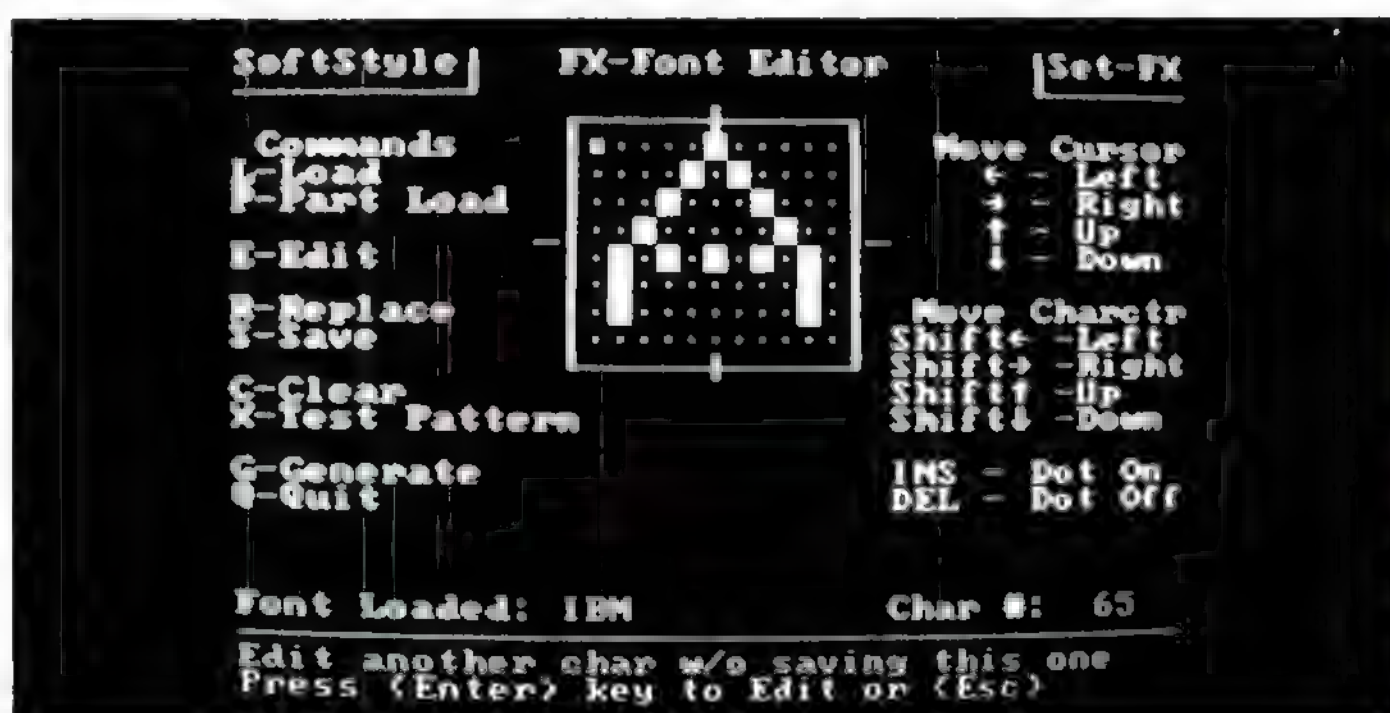 SoftStyle FX-Font Editor Set-FX
Commands
L-Load
P-Part Load
E-Edit
R-Replace
S-Save
C-Clear
X-Test Pattern
G-Generate
Q-Quit
Move Cursor
← - Left
→ - Right
↑ - Up
↓ - Down
Move Charctr
Shift← -Left
Shift→ -Right
Shift↑ -Up
Shift↓ -Down
INS - Dot On
DEL - Dot Off
Font Loaded: IBM Char #: 65
Edit another char w/o saving this one
Press <Enter> key to Edit or <Esc>